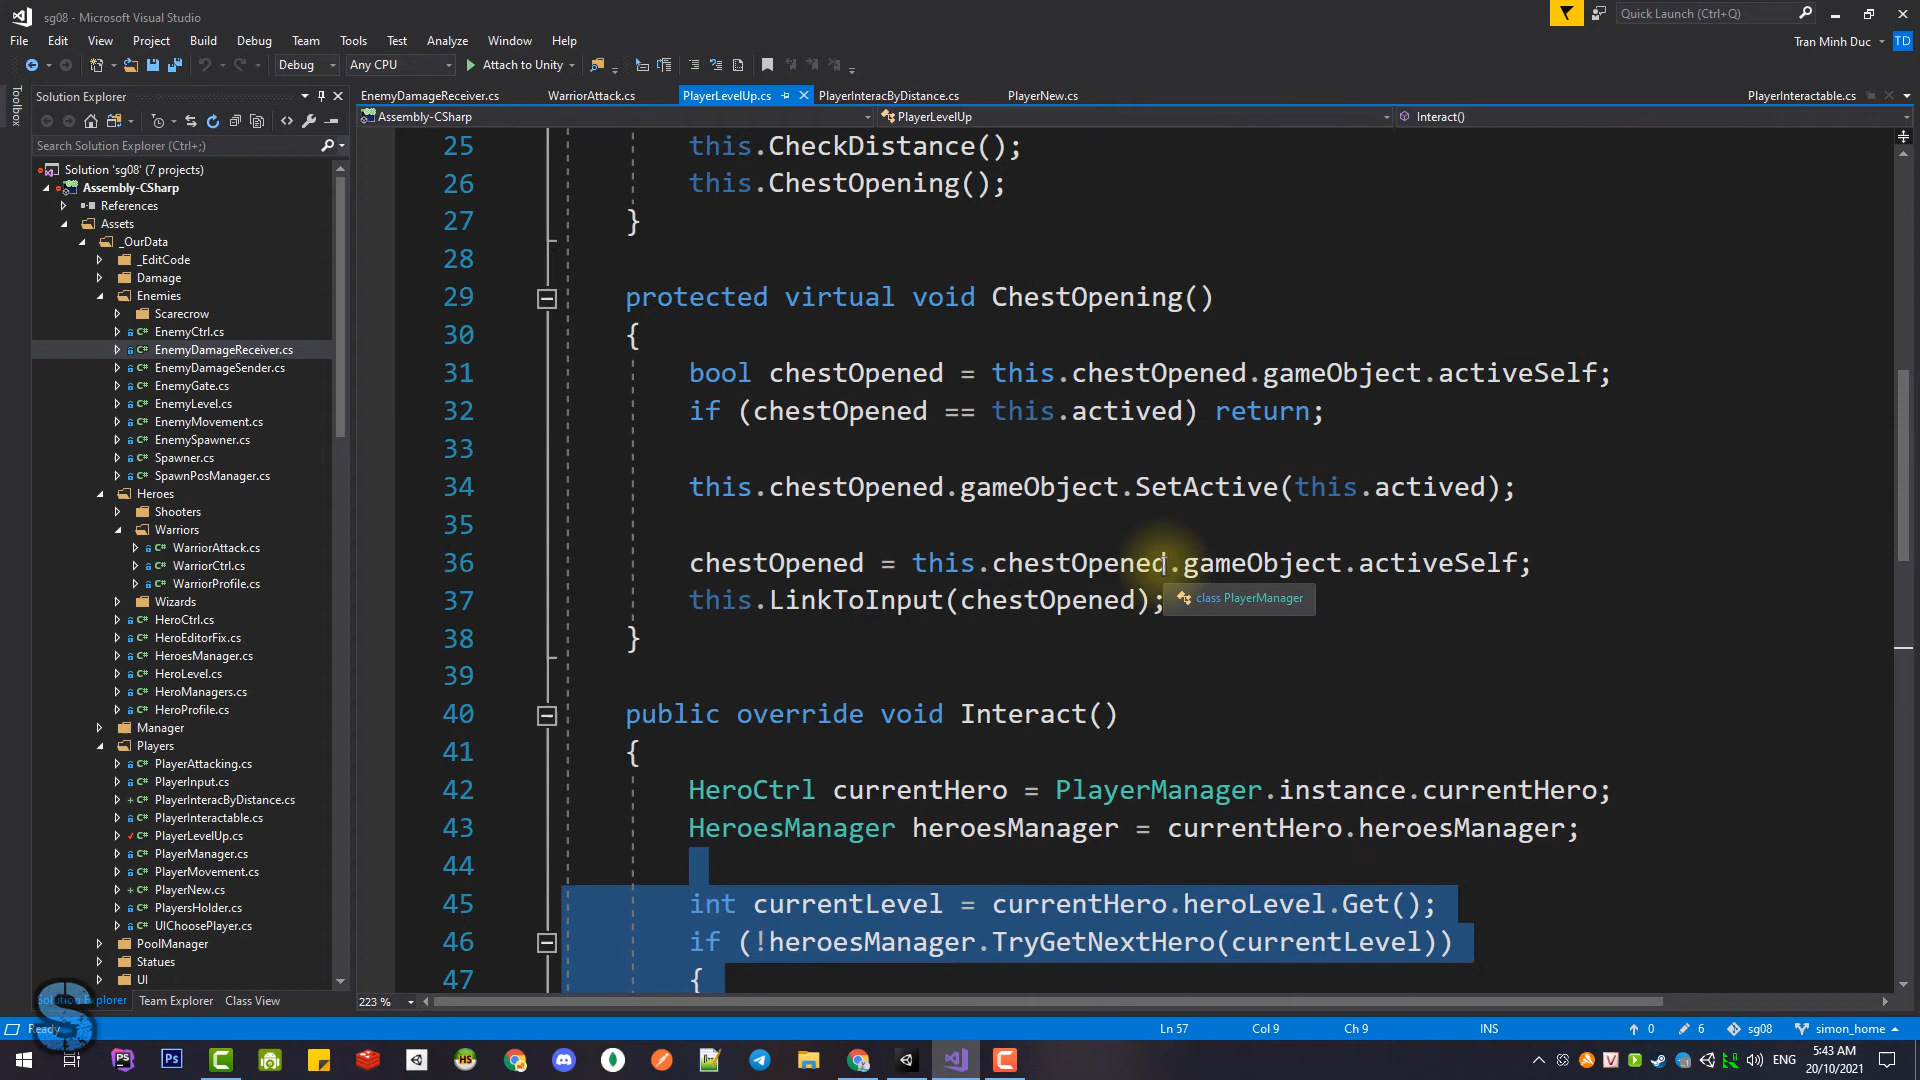 sg08 - Microsoft Visual Studio
Quick Launch (Ctrl+Q)
File Edit View Project Build Debug Team Tools Test Analyze Window Help
Tran Minh Duc
TD
Debug Any CPU Attach to Unity
Toolbox
Solution Explorer
EnemyDamageReceiver.cs WarriorAttack.cs PlayerLevelUp.cs PlayerInteracByDistance.cs PlayerNew.cs PlayerInteractable.cs
Assembly-CSharp PlayerLevelUp Interact()
Search Solution Explorer (Ctrl+;)
Solution 'sg08' (7 projects)
Assembly-CSharp
References
Assets
_OurData
_EditCode
Damage
Enemies
Scarecrow
EnemyCtrl.cs
EnemyDamageReceiver.cs
EnemyDamageSender.cs
EnemyGate.cs
EnemyLevel.cs
EnemyMovement.cs
EnemySpawner.cs
Spawner.cs
SpawnPosManager.cs
Heroes
Shooters
Warriors
WarriorAttack.cs
WarriorCtrl.cs
WarriorProfile.cs
Wizards
HeroCtrl.cs
HeroEditorFix.cs
HeroesManager.cs
HeroLevel.cs
HeroManagers.cs
HeroProfile.cs
Manager
Players
PlayerAttacking.cs
PlayerInput.cs
PlayerInteracByDistance.cs
PlayerInteractable.cs
PlayerLevelUp.cs
PlayerManager.cs
PlayerMovement.cs
PlayerNew.cs
PlayersHolder.cs
UIChoosePlayer.cs
PoolManager
Statues
UI
Solution Explorer Team Explorer Class View
25 this.CheckDistance();
26 this.ChestOpening();
27 }
28
29 protected virtual void ChestOpening()
30 {
31 bool chestOpened = this.chestOpened.gameObject.activeSelf;
32 if (chestOpened == this.actived) return;
33
34 this.chestOpened.gameObject.SetActive(this.actived);
35
36 chestOpened = this.chestOpened.gameObject.activeSelf;
37 this.LinkToInput(chestOpened);
class PlayerManager
38 }
39
40 public override void Interact()
41 {
42 HeroCtrl currentHero = PlayerManager.instance.currentHero;
43 HeroesManager heroesManager = currentHero.heroesManager;
44
45 int currentLevel = currentHero.heroLevel.Get();
46 if (!heroesManager.TryGetNextHero(currentLevel))
47 {
223 %
Ready Ln 57 Col 9 Ch 9 INS 0 6 sg08 simon_home
ENG
5:43 AM
20/10/2021